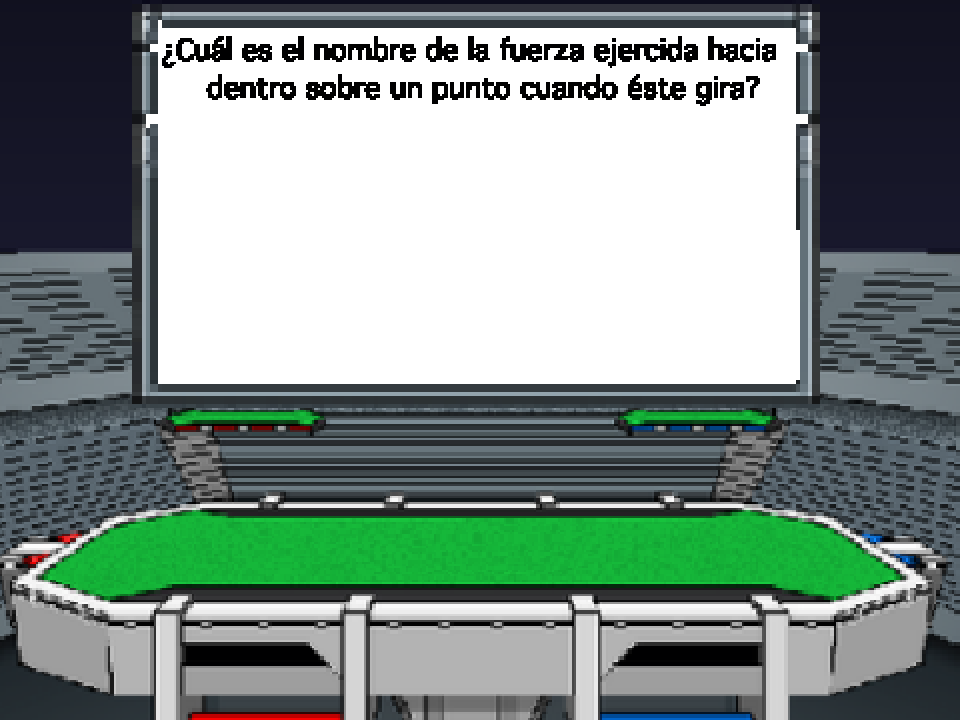 ¿Cuál es el nombre de la fuerza ejercida hacia
dentro sobre un punto cuando éste gira?